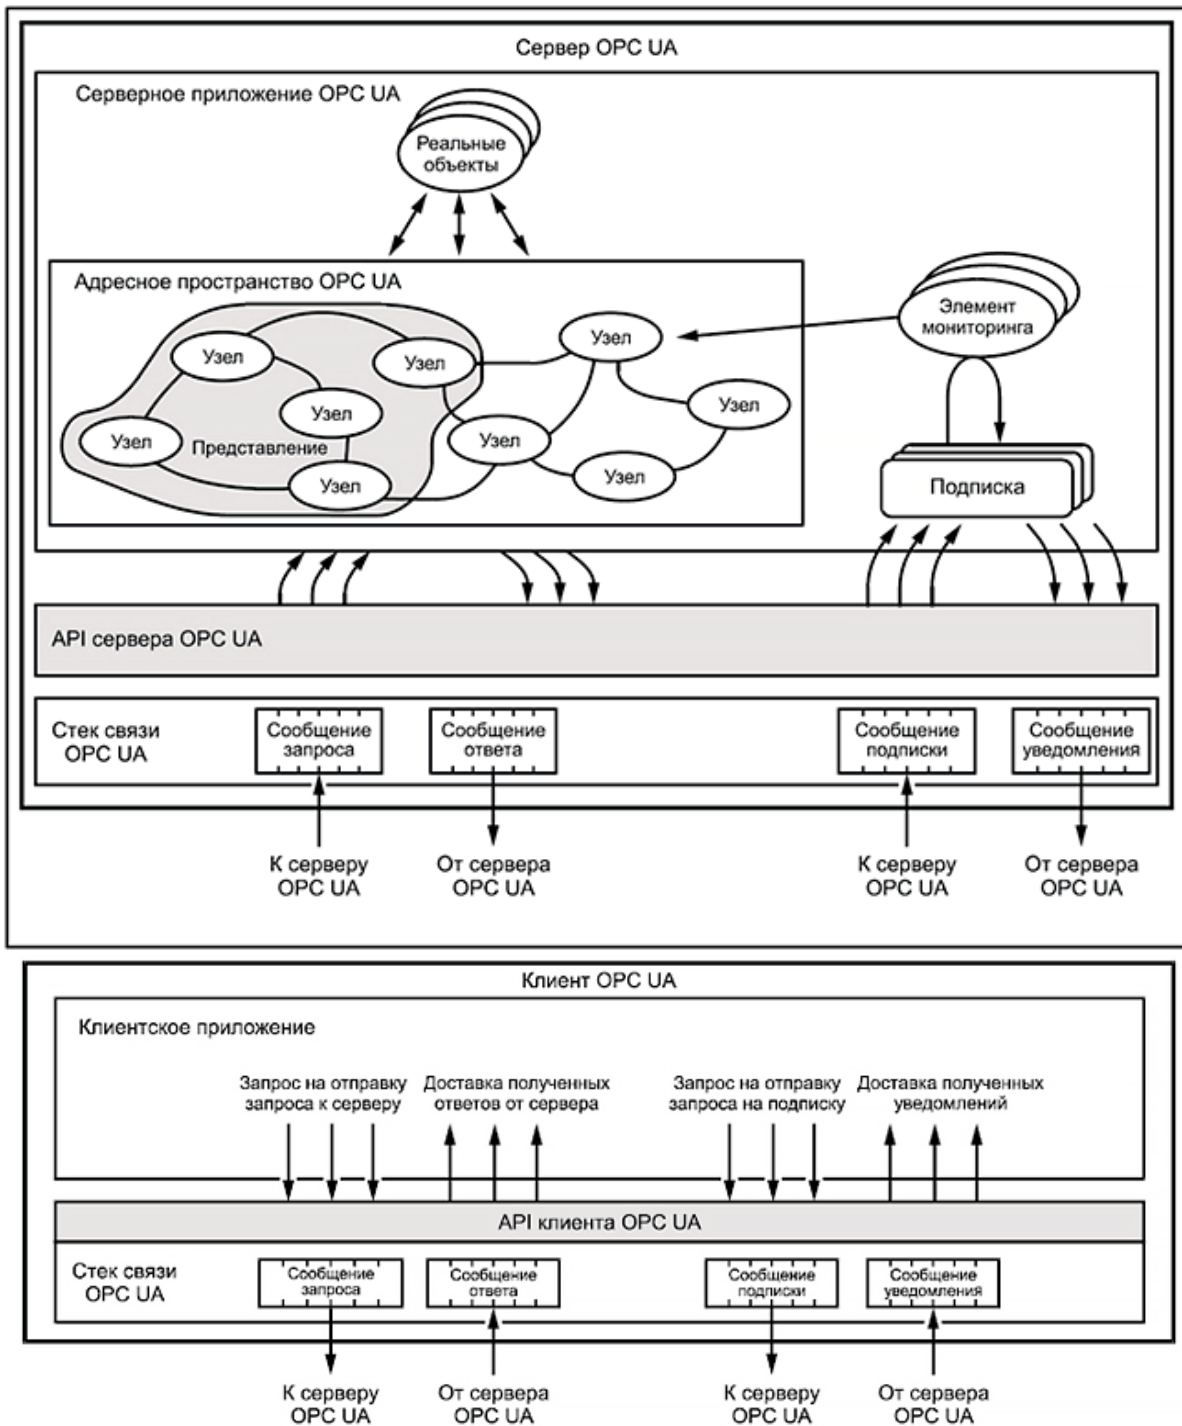 Сервер OPC UA
Серверное приложение OPC UA
Реальные
объекты
Адресное пространство OPC UA
Элемент
мониторинга
Узел
Узел
Узел
Узел
Узел
Узел
Узел
Представление
Узел
Узел
Подписка
API сервера OPC UA
Стек связи
OPC UA
Сообщение
запроса
Сообщение
ответа
Сообщение
подписки
Сообщение
уведомления
К серверу
OPC UA
От сервера
OPC UA
К серверу
OPC UA
От сервера
OPC UA
Клиент OPC UA
Клиентское приложение
Запрос на отправку
запроса к серверу
Доставка полученных
ответов от сервера
Запрос на отправку
запроса на подписку
Доставка полученных
уведомлений
API клиента OPC UA
Стек связи
OPC UA
Сообщение
запроса
Сообщение
ответа
Сообщение
подписки
Сообщение
уведомления
К серверу
OPC UA
От сервера
OPC UA
К серверу
OPC UA
От сервера
OPC UA